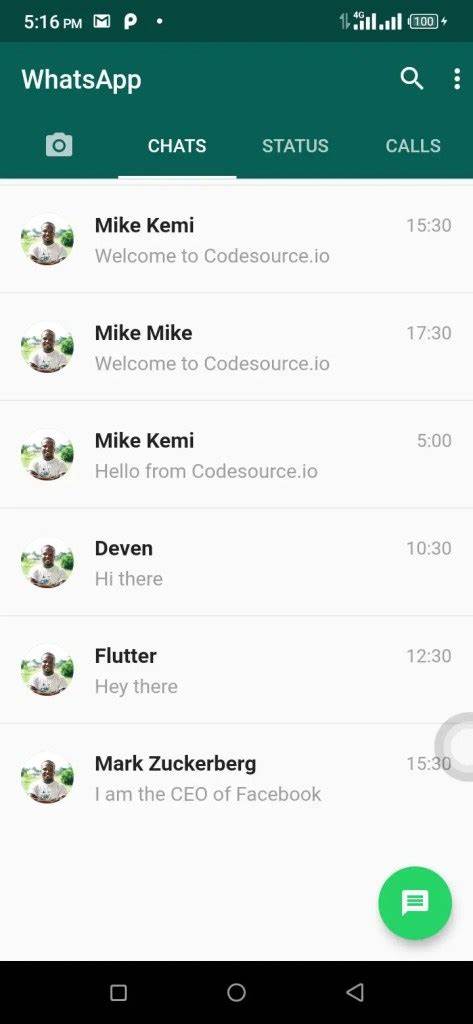 5:16 PM
4G 100
WhatsApp
CHATS STATUS CALLS
Mike Kemi 15:30
Welcome to Codesource.io
Mike Mike 17:30
Welcome to Codesource.io
Mike Kemi 5:00
Hello from Codesource.io
Deven 10:30
Hi there
Flutter 12:30
Hey there
Mark Zuckerberg 15:30
I am the CEO of Facebook